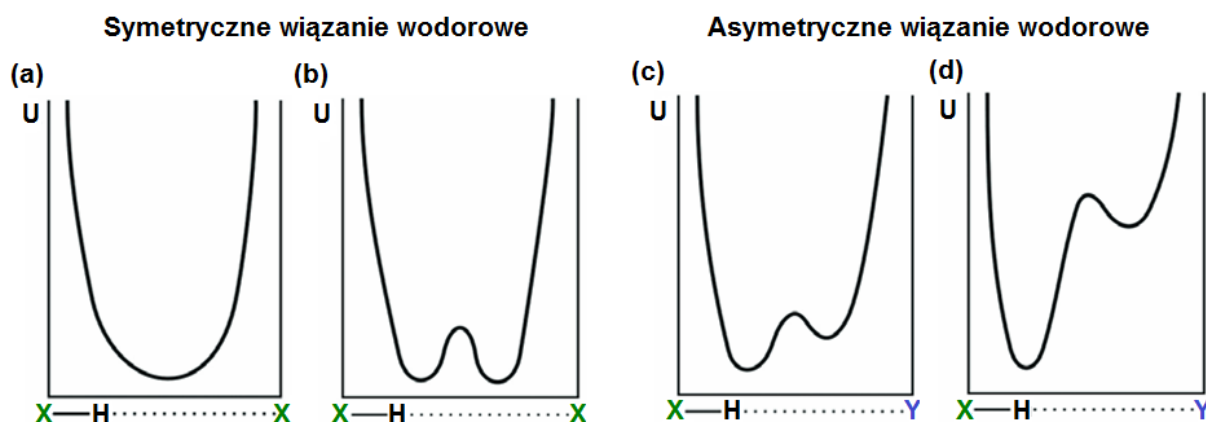 Symetryczne wiązanie wodorowe
Asymetryczne wiązanie wodorowe
(a)
(b)
(c)
(d)
U
U
U
U
X H X
X H X
X H Y
X H Y